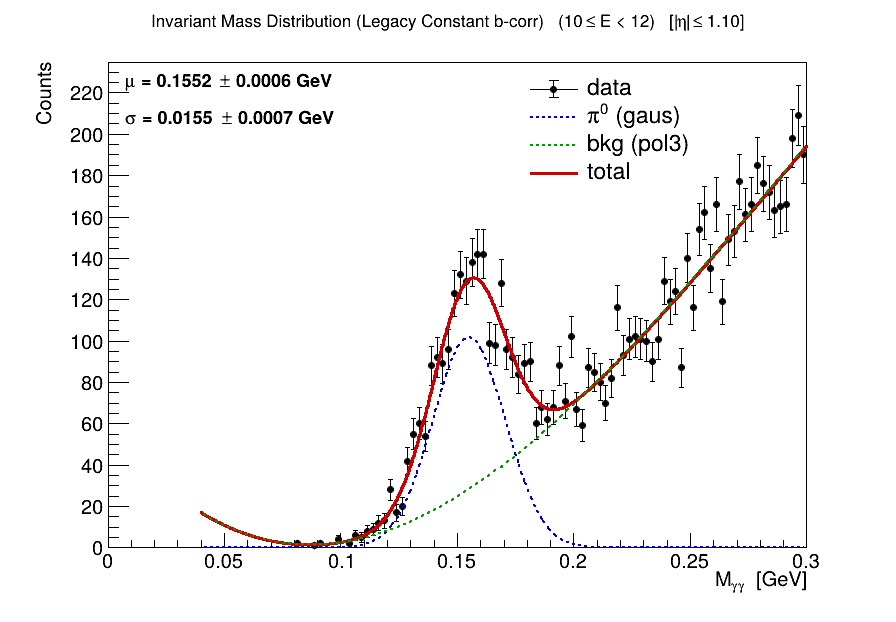 Invariant Mass Distribution (Legacy Constant b-corr) (10 ≤ E < 12) [|η| ≤ 1.10]
Counts
μ = 0.1552 ± 0.0006 GeV
σ = 0.0155 ± 0.0007 GeV
data
π⁰ (gaus)
bkg (pol3)
total
220
200
180
160
140
120
100
80
60
40
20
0
0 0.05 0.1 0.15 0.2 0.25 0.3
Mγγ [GeV]